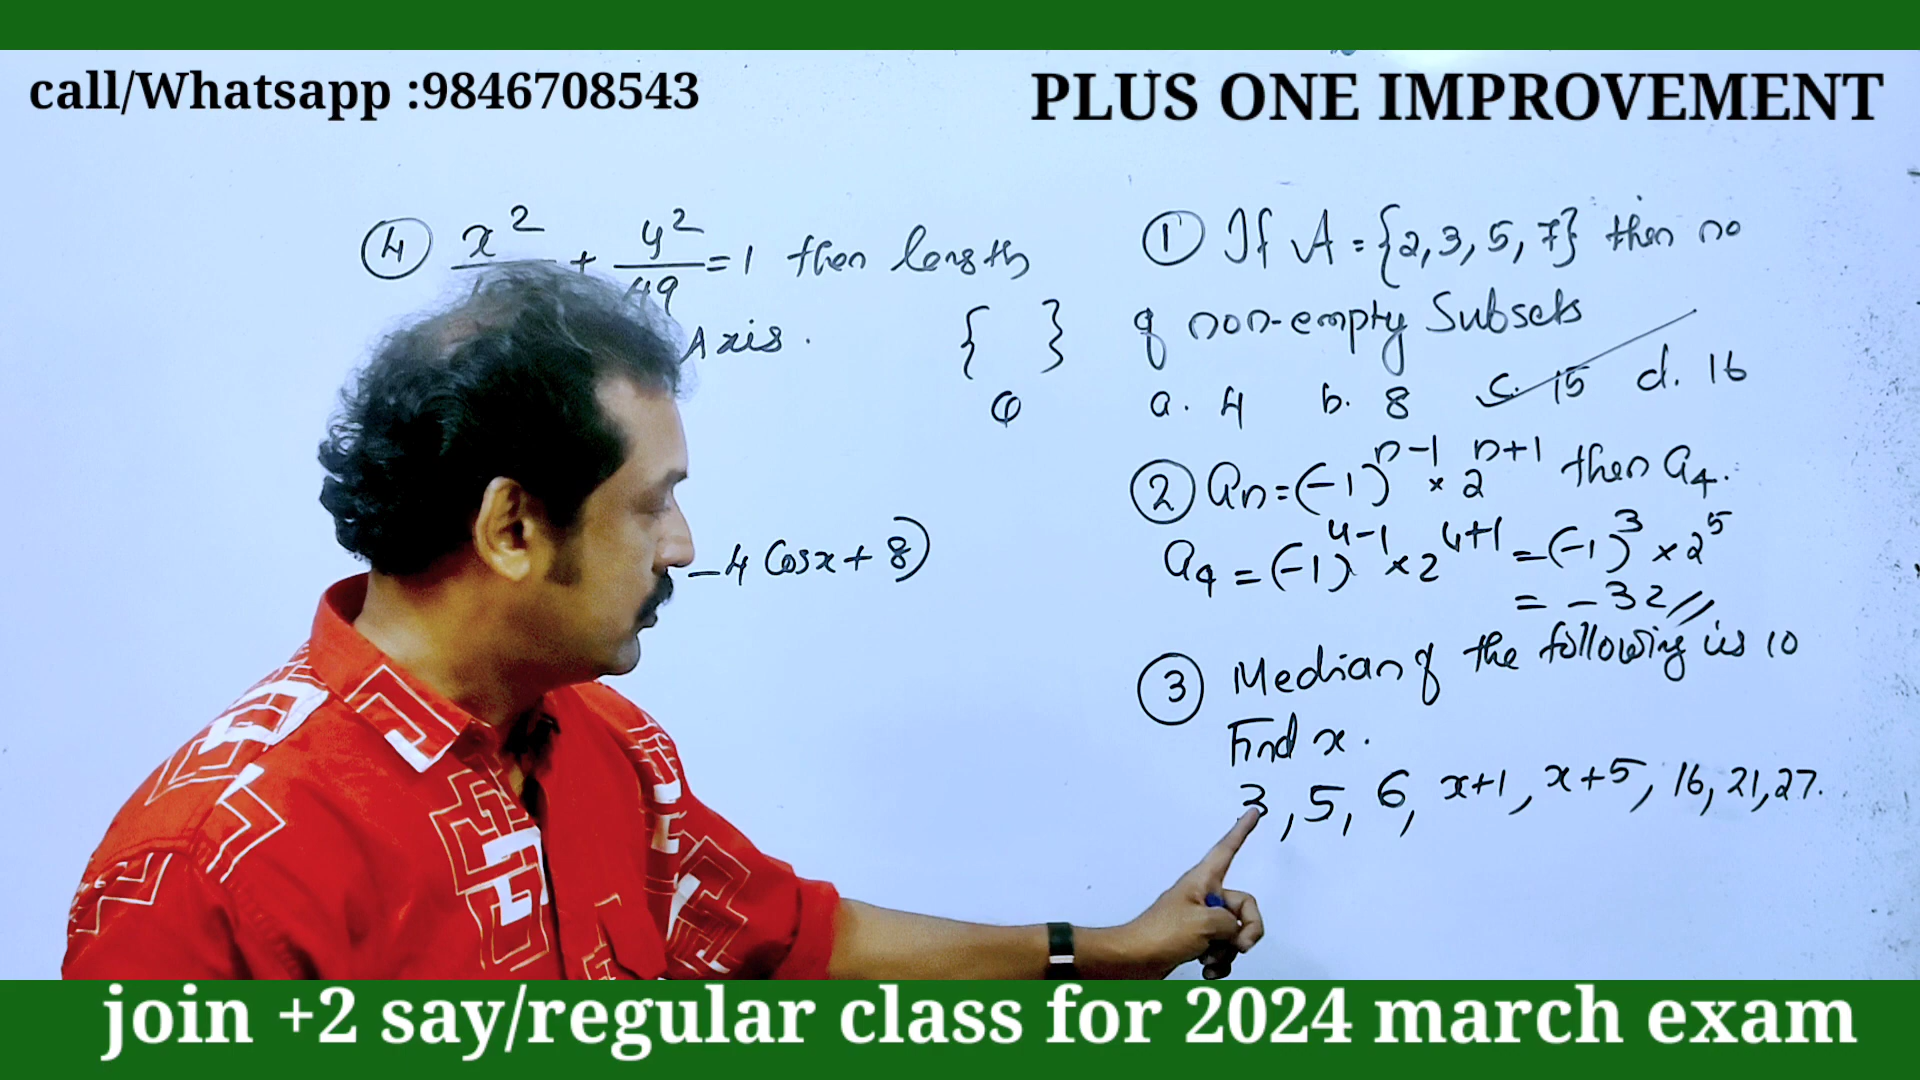 call/Whatsapp :9846708543
PLUS ONE IMPROVEMENT
④ x²/ + y²/49 = 1 then length
Axis.
{ }
φ
– 4 Cosx + 8)
① If A = {2, 3, 5, 7} then no
of non-empty Subsets
a. 4 b. 8 c. 15 d. 16
② an = (-1)^n-1 × 2^n+1 then a₄.
a₄ = (-1)^4-1 × 2^4+1 = (-1)³ × 2⁵
= -32//
③ Median of the following is 10
Find x.
3, 5, 6, x+1, x+5, 16, 21, 27.
join +2 say/regular class for 2024 march exam